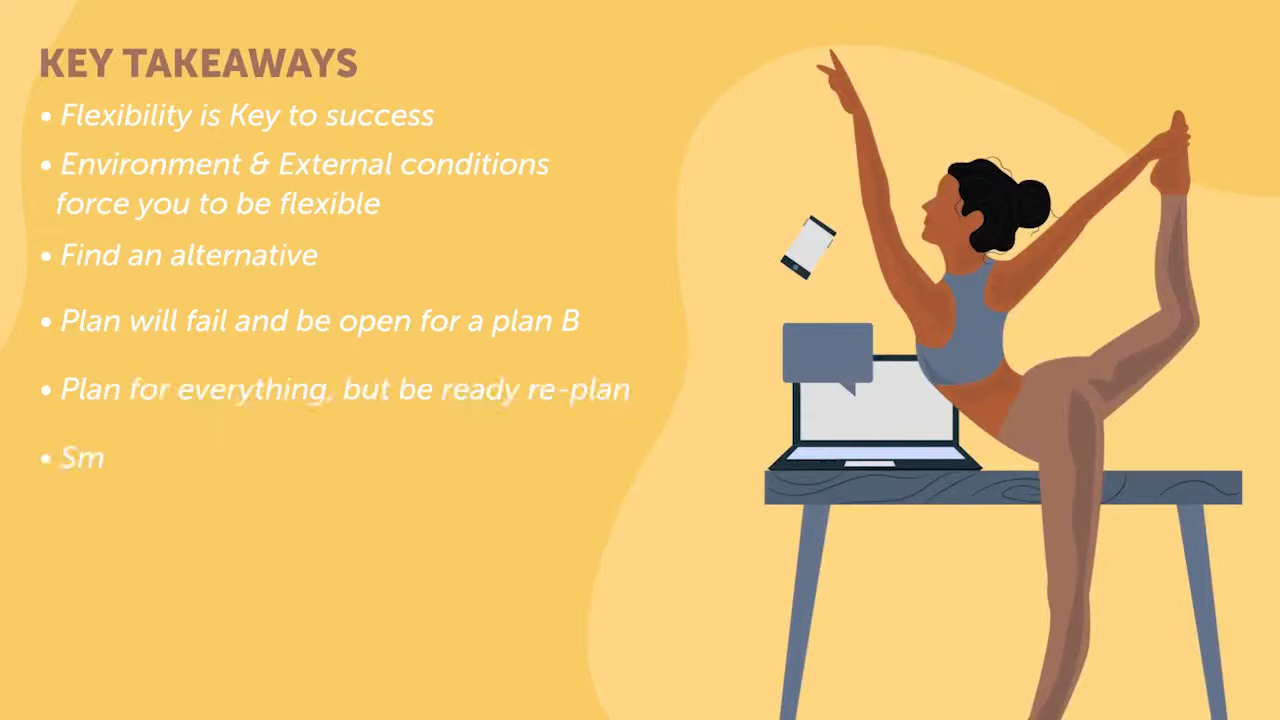 KEY TAKEAWAYS
• Flexibility is Key to success
• Environment & External conditions
force you to be flexible
• Find an alternative
• Plan will fail and be open for a plan B
• Plan for everything, but be ready re-plan
• Sm